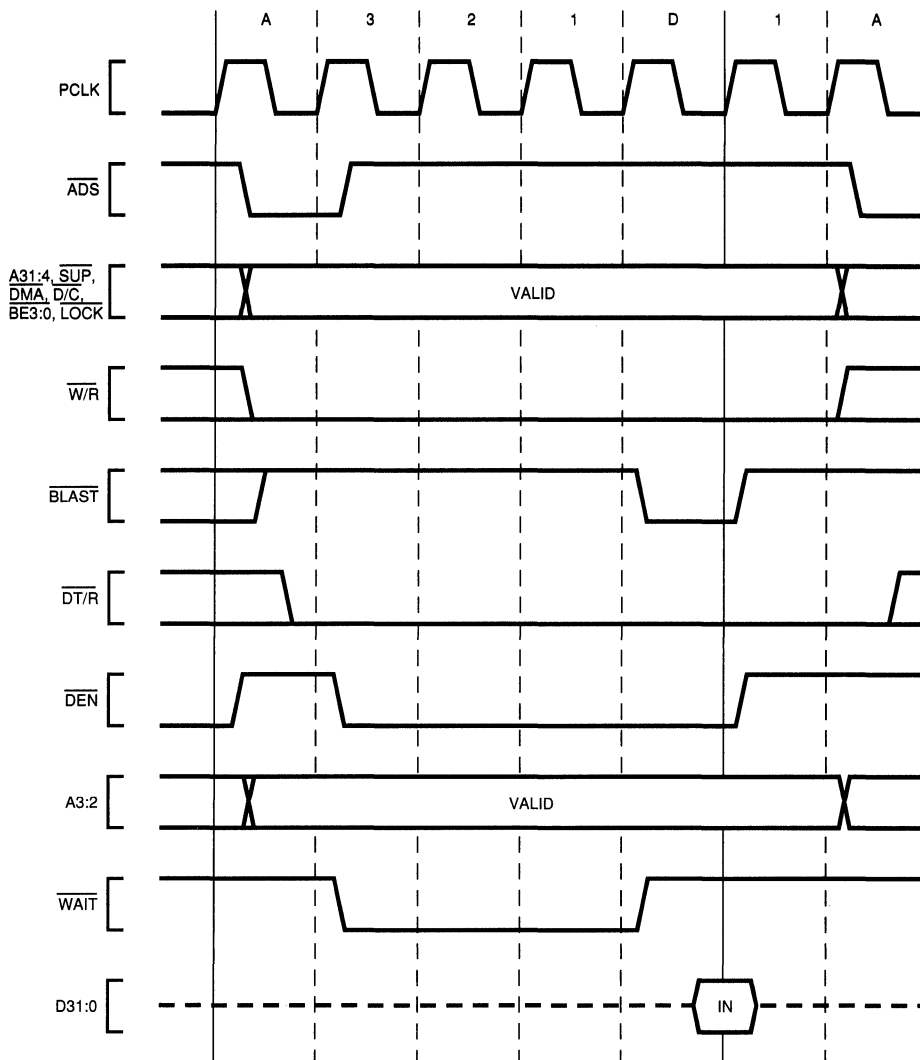 A 3 2 1 D 1 A
PCLK
ADS
A31:4, SUP,
DMA, D/C,
BE3:0, LOCK
VALID
W/R
BLAST
DT/R
DEN
A3:2
VALID
WAIT
D31:0
IN